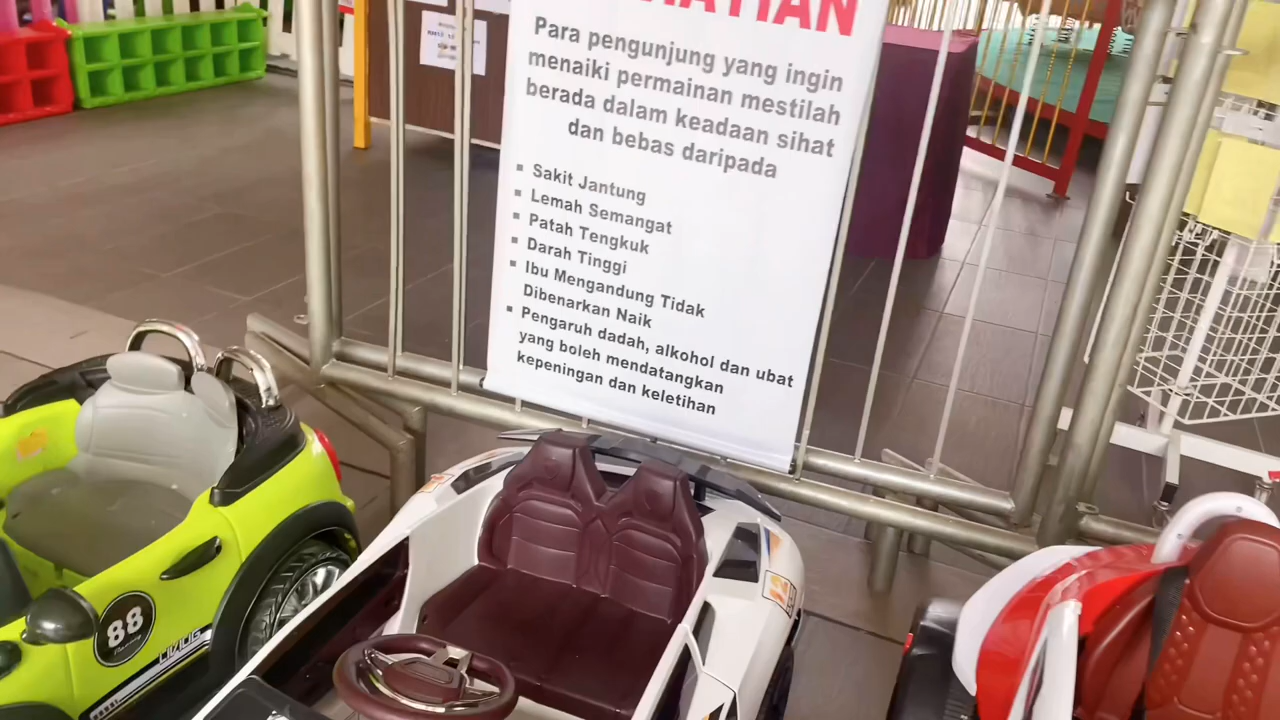 Para pengunjung yang ingin
menaiki permainan mestilah
berada dalam keadaan sihat
dan bebas daripada
▪ Sakit Jantung
▪ Lemah Semangat
▪ Patah Tengkuk
▪ Darah Tinggi
▪ Ibu Mengandung Tidak
Dibenarkan Naik
▪ Pengaruh dadah, alkohol dan ubat
yang boleh mendatangkan
kepeningan dan keletihan
88